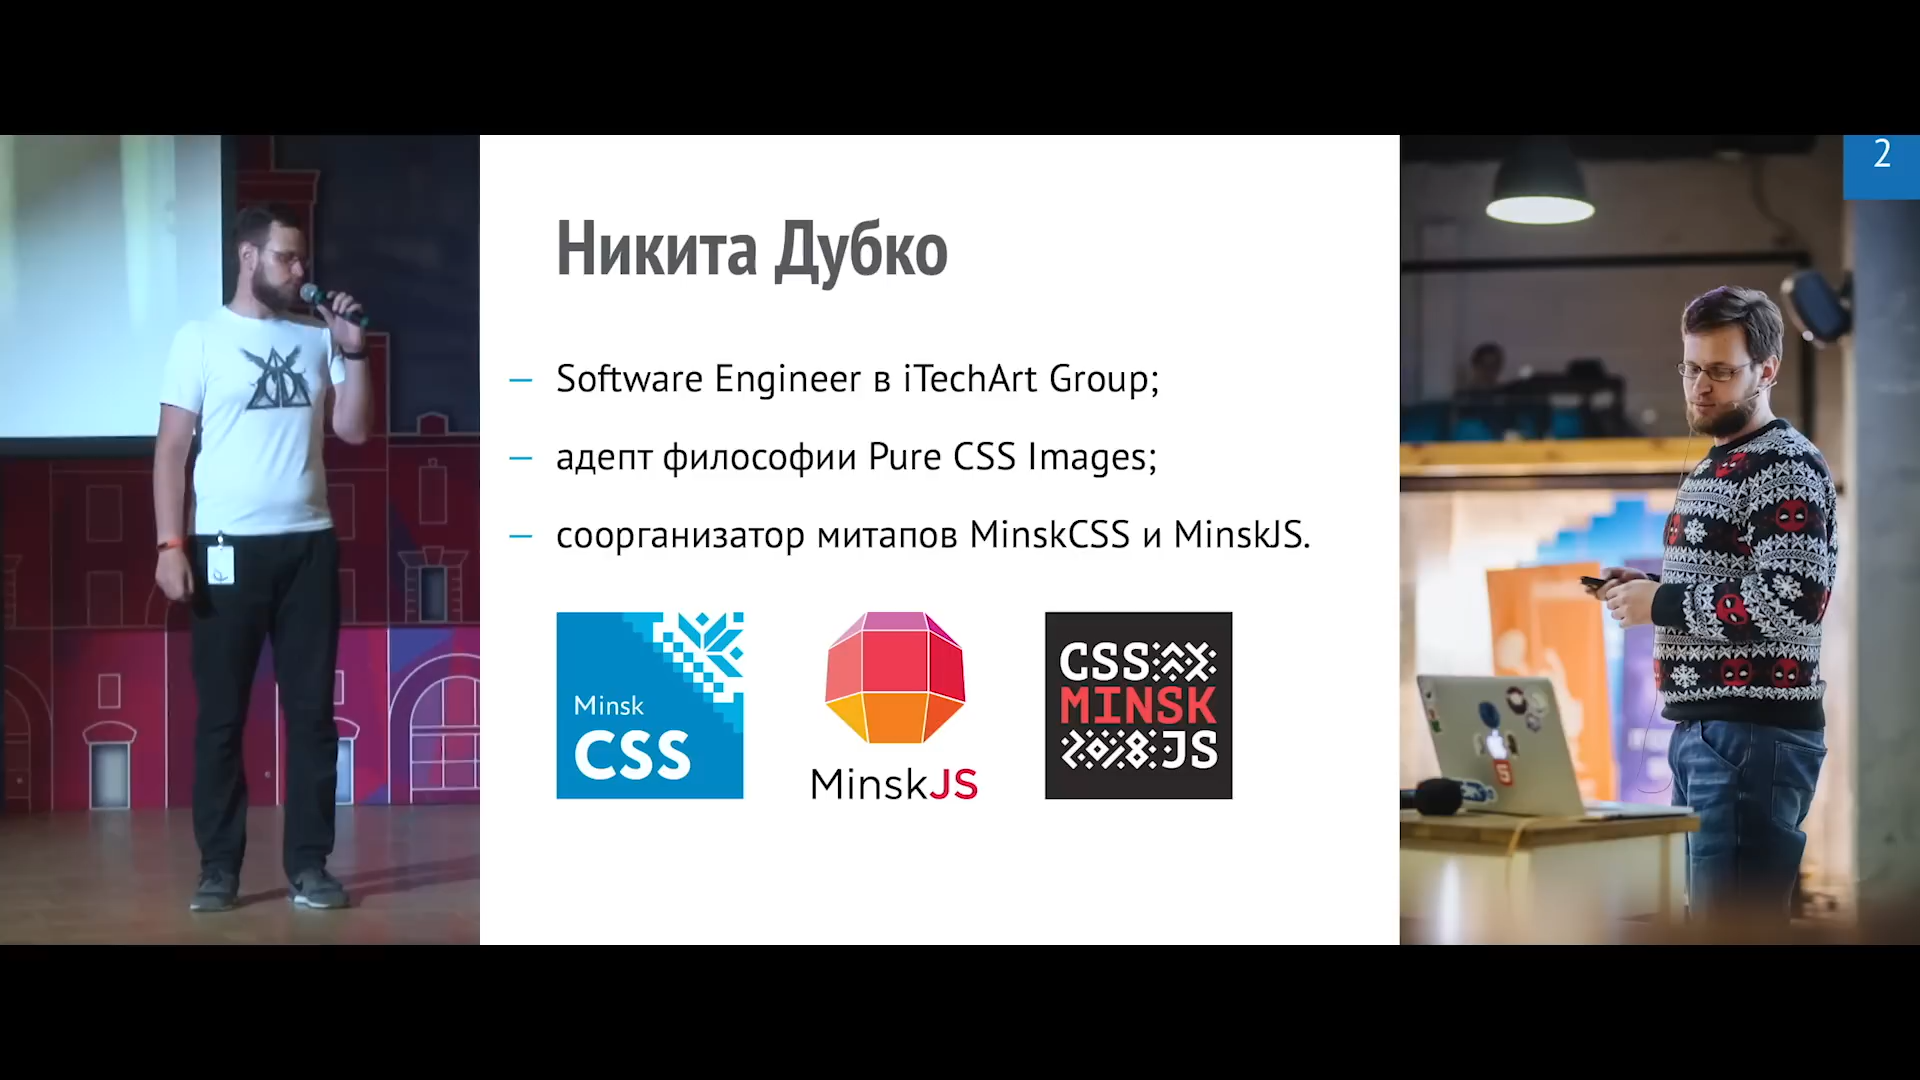 2
Никита Дубко
— Software Engineer в iTechArt Group;
— адепт философии Pure CSS Images;
— соорганизатор митапов MinskCSS и MinskJS.
Minsk
CSS
MinskJS
CSS
MINSK
2018 JS